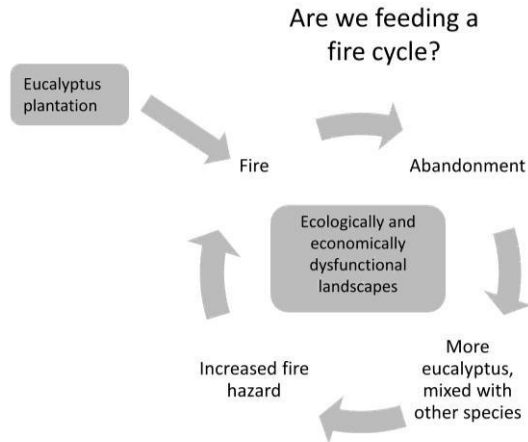 Are we feeding a
fire cycle?
Eucalyptus
plantation
Fire
Abandonment
Ecologically and
economically
dysfunctional
landscapes
Increased fire
hazard
More
eucalyptus,
mixed with
other species